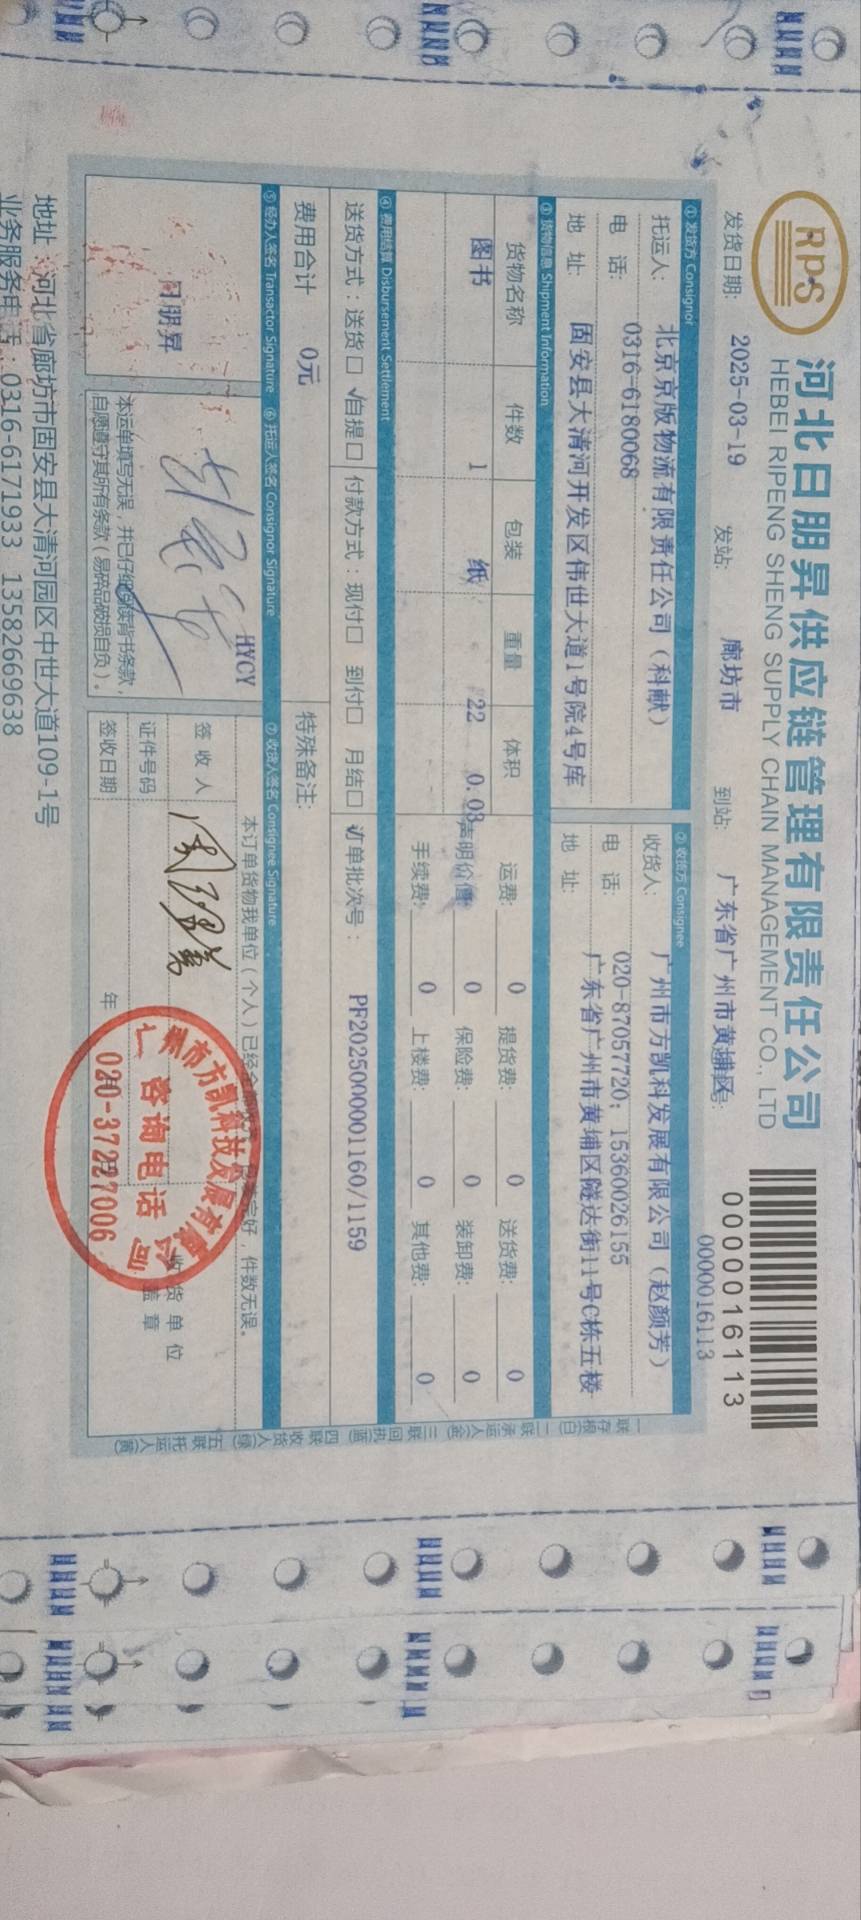 RPS
河北日朋昇供应链管理有限责任公司
HEBEI RIPENG SHENG SUPPLY CHAIN MANAGEMENT CO., LTD
0000016113
0000016113
发货日期: 2025-03-19 发站: 廊坊市 到站: 广东省广州市黄埔区
① 发货方 Consignor ② 收货方 Consignee
托运人: 北京京版物流有限责任公司（科献） 收货人: 广州市方凯科发展有限公司（赵颜芳）
电 话: 0316-6180068 电 话: 020-87057720; 15360026155
地 址: 固安县大清河开发区伟世大道1号院4号库 地 址: 广东省广州市黄埔区隧达街11号C栋五楼
③ 货物信息 Shipment Information
货物名称 件数 包装 重量 体积 运费: 0 提货费: 0 送货费: 0
图书 1 纸 22 0.03 声明价值: 0 保险费: 0 装卸费: 0
手续费: 0 上楼费: 0 其他费: 0
④ 费用结算 Disbursement Settlement
送货方式：送货□ √自提□ 付款方式：现付□ 到付□ 月结□ 订单批次号: PF202500001160/1159
费用合计 0元 特殊备注:
⑤ 经办人签名 Transactor Signature ⑥ 托运人签名 Consignor Signature ⑦ 收货人签名 Consignee Signature
日朋昇
HYCY
本运单填写无误，并已仔细阅读背书条款，
自愿遵守其所有条款（易碎品破损自负）。
本订单货物我单位（个人）已经全部收到，且完好，件数无误。
签 收 人
证件号码
签收日期 年
收货单位
盖章
广州市方凯科技发展有限公司
咨询电话
020-37227006
一联存根(白) 二联承运人(金) 三联回执(蓝) 四联收货人(绿) 五联托运人(黄)
地址：河北省廊坊市固安县大清河园区中世大道109-1号
业务服务电话：0316-6171933 13582669638